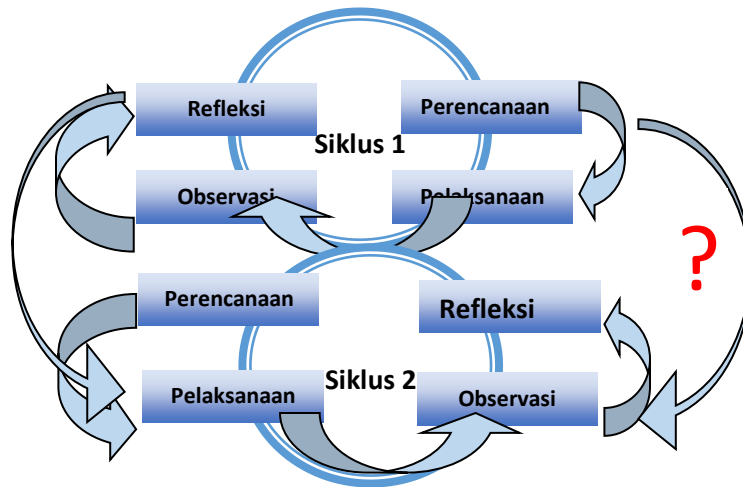 Refleksi
Perencanaan
Siklus 1
Observasi
Pelaksanaan
?
Perencanaan
Refleksi
Siklus 2
Pelaksanaan
Observasi